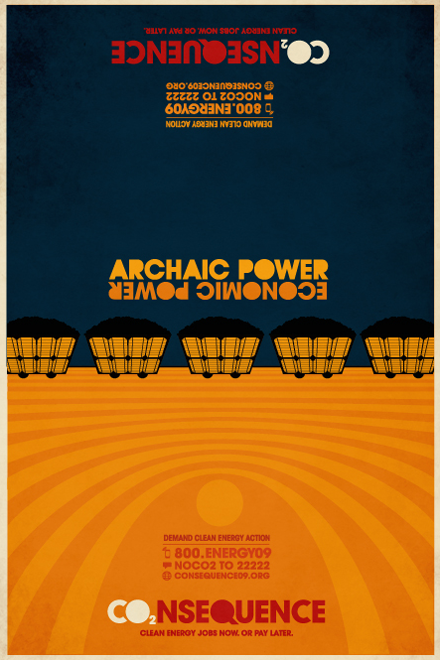 CLEAN ENERGY JOBS NOW. OR PAY LATER.
CO2NSEQUENCE
CONSEQUENCE09.ORG
NOCO2 TO 22222
800.ENERGY09
DEMAND CLEAN ENERGY ACTION
ARCHAIC POWER
ECONOMIC POWER
DEMAND CLEAN ENERGY ACTION
800.ENERGY09
NOCO2 TO 22222
CONSEQUENCE09.ORG
CO2NSEQUENCE
CLEAN ENERGY JOBS NOW. OR PAY LATER.